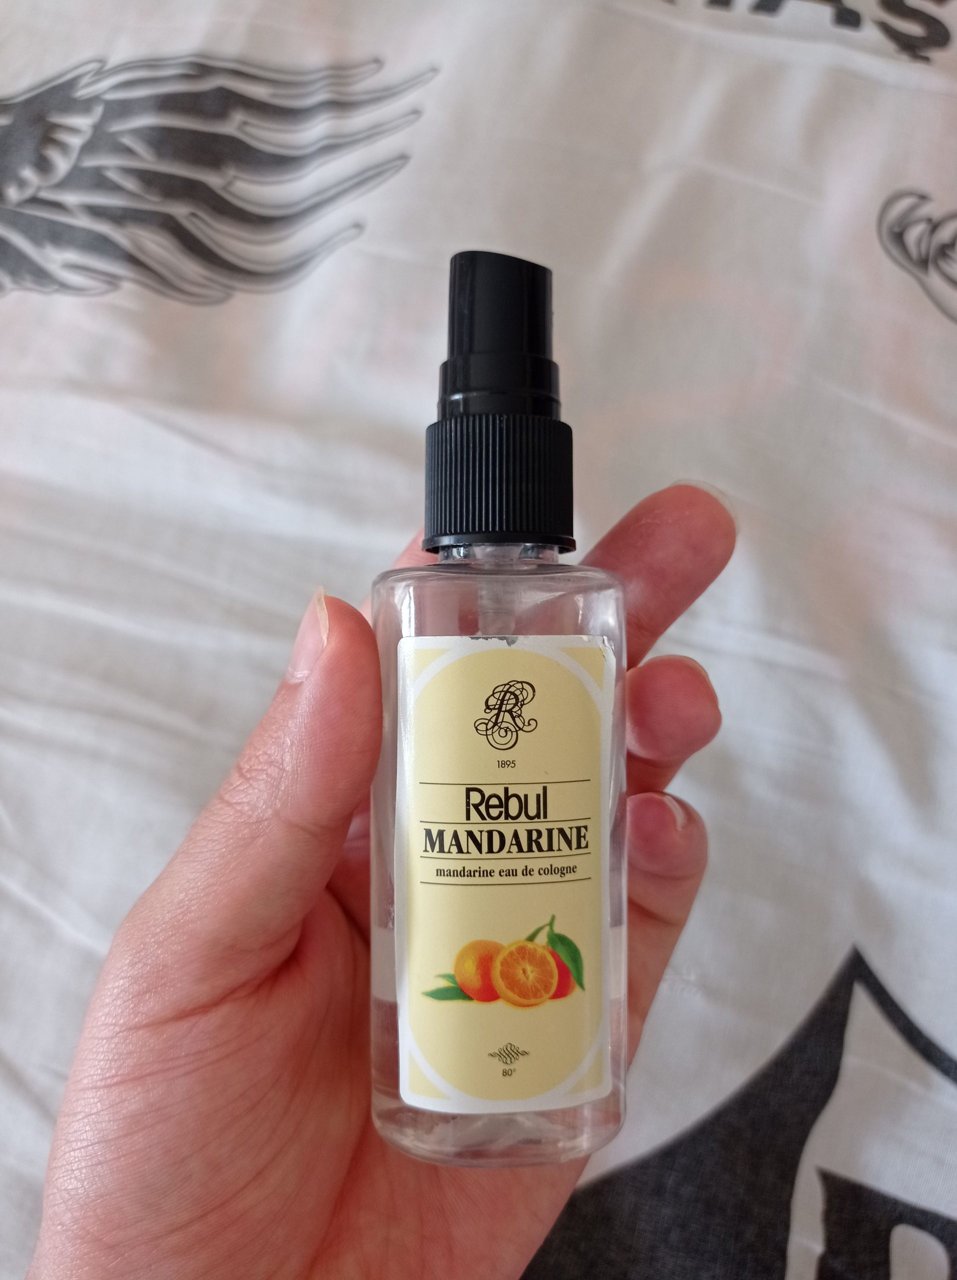 R
1895
Rebul
MANDARINE
mandarine eau de cologne
80°